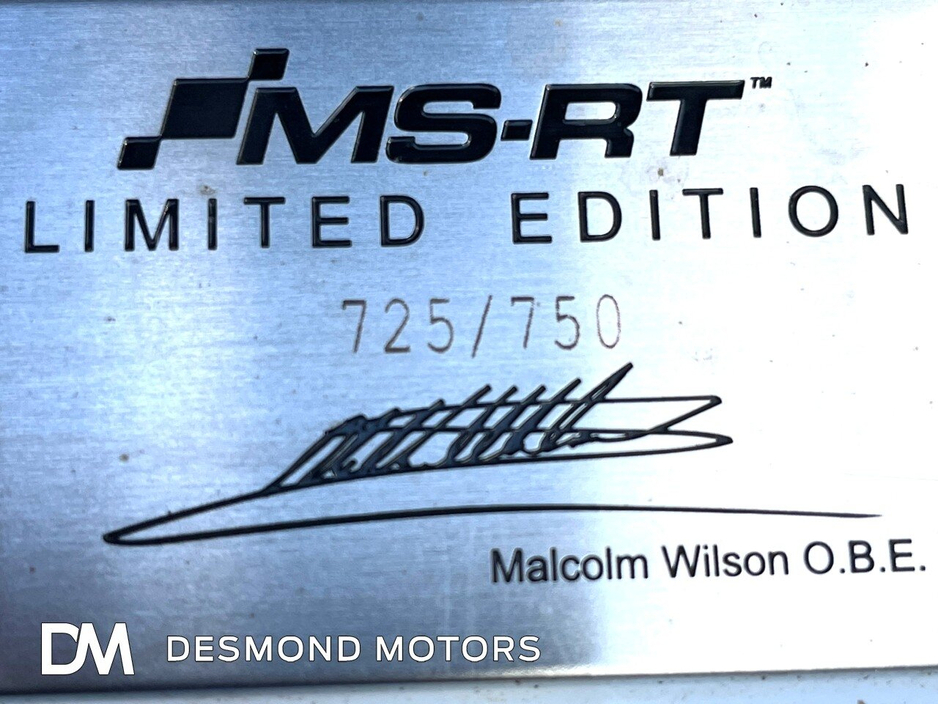 MS-RT™
LIMITED EDITION
725/750
Malcolm Wilson O.B.E.
DM DESMOND MOTORS